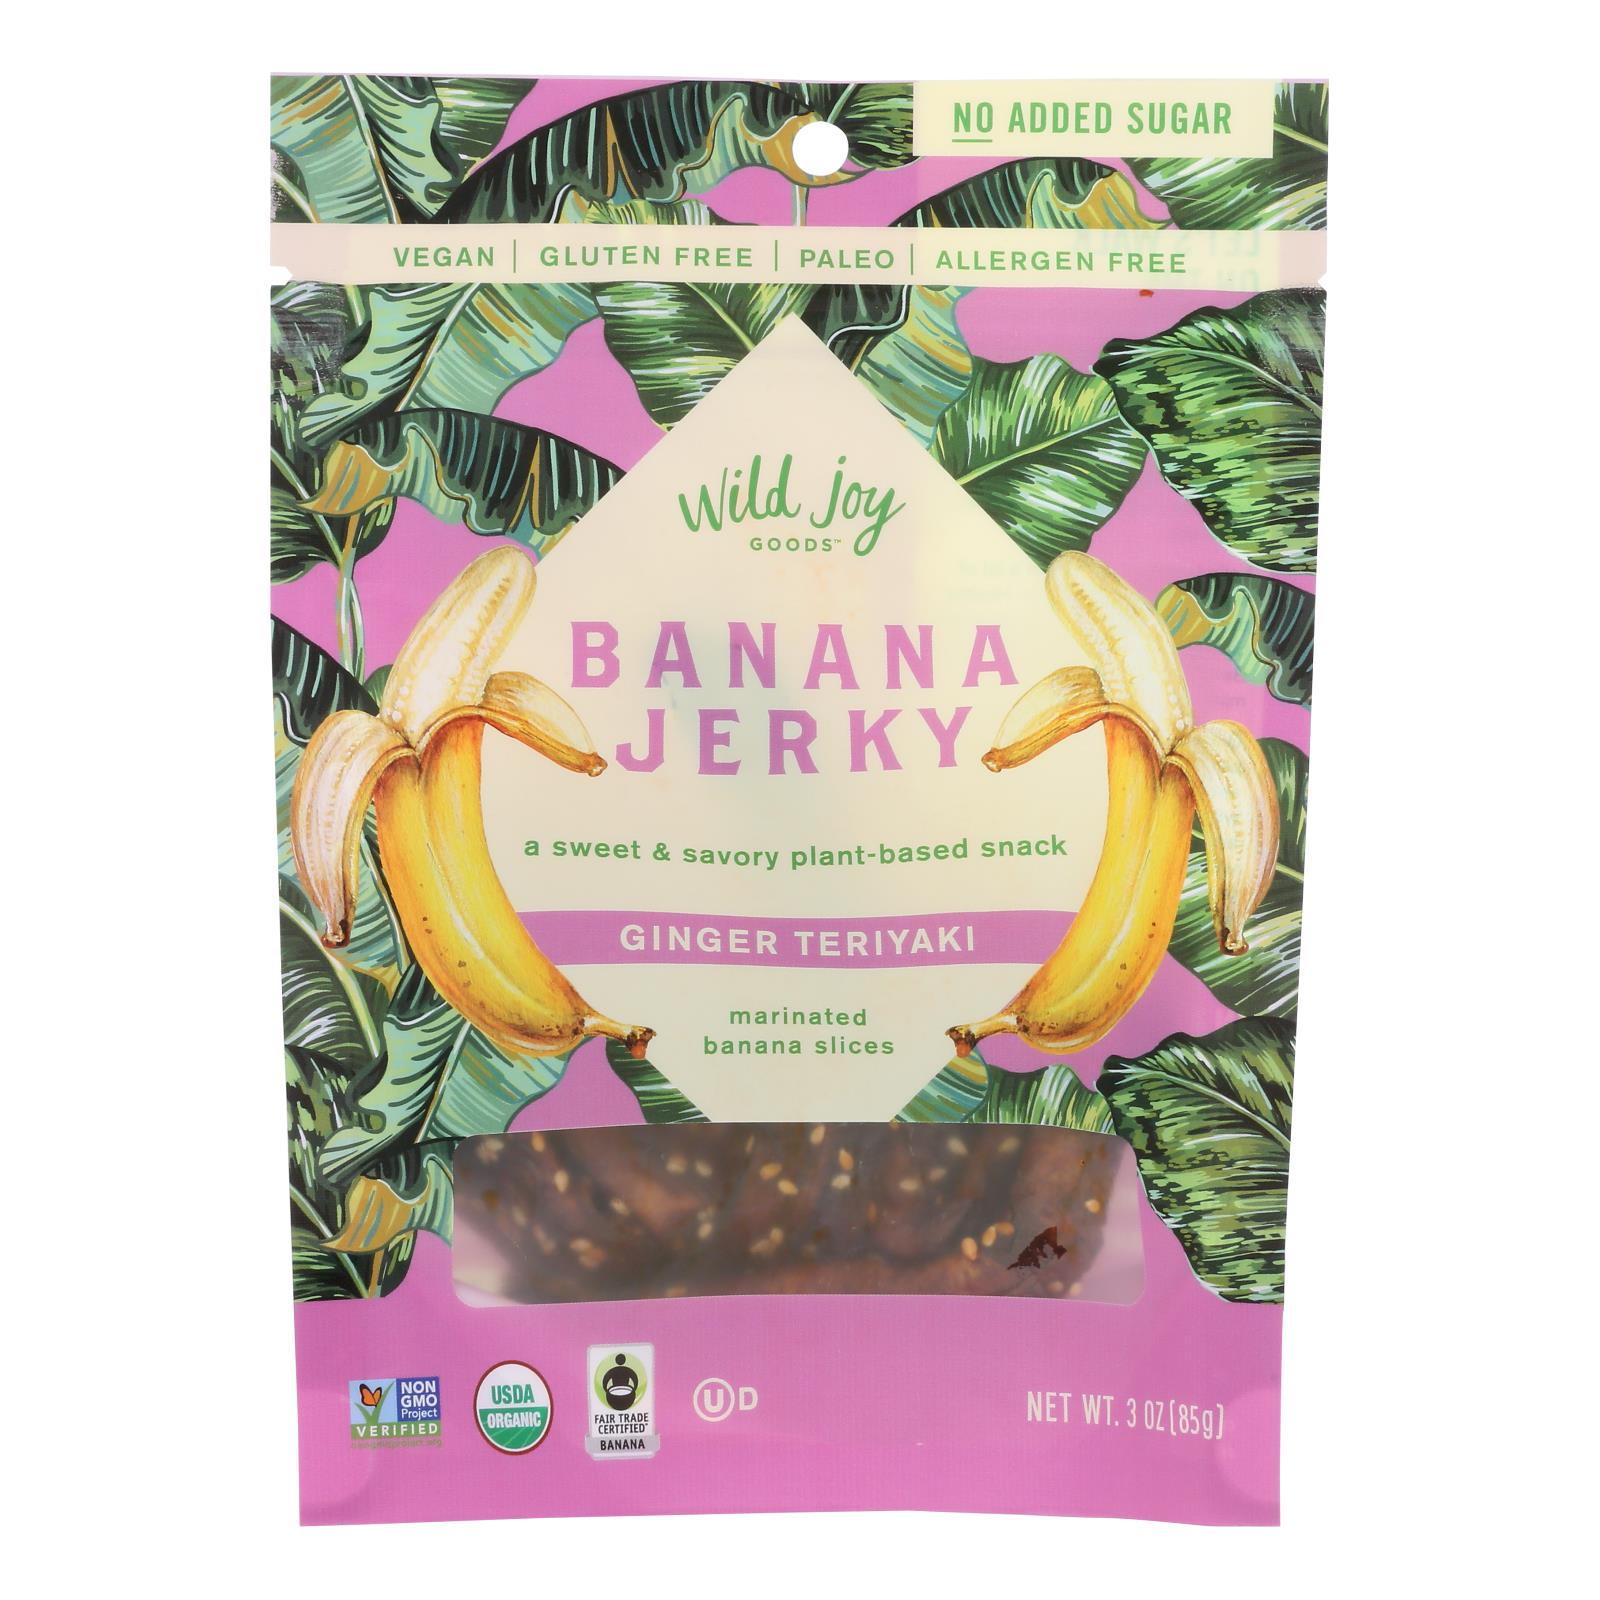 NO ADDED SUGAR
VEGAN | GLUTEN FREE | PALEO | ALLERGEN FREE
Wild Joy
GOODS™
BANANA
JERKY
a sweet & savory plant-based snack
GINGER TERIYAKI
marinated
banana slices
NON
GMO
Project
VERIFIED
nongmoproject.org
USDA
ORGANIC
FAIR TRADE
CERTIFIED
BANANA
U D
NET WT. 3 OZ (85g)